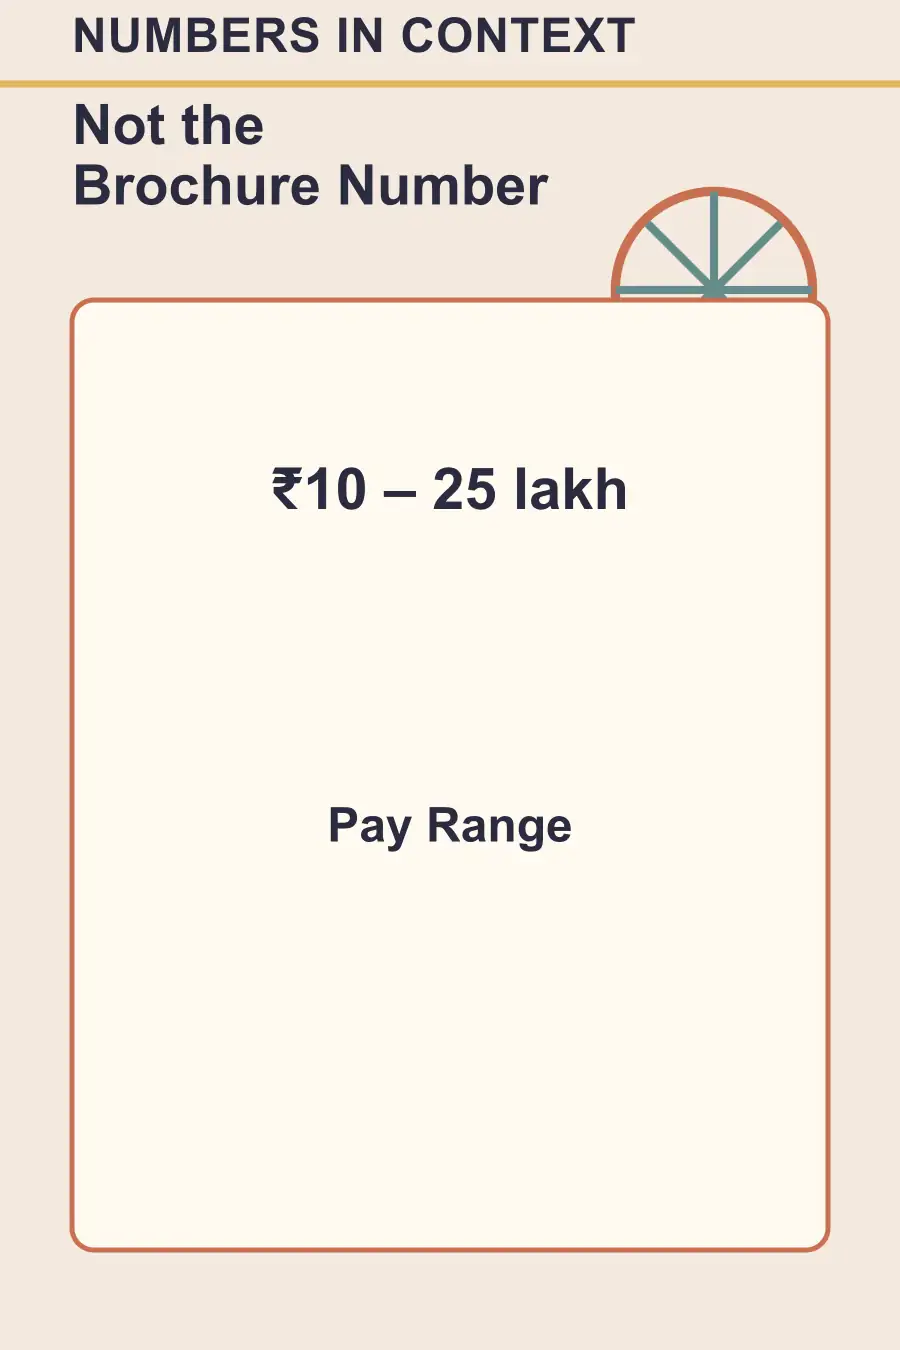 NUMBERS IN CONTEXT
Not the
Brochure Number
₹10 – 25 lakh
Pay Range